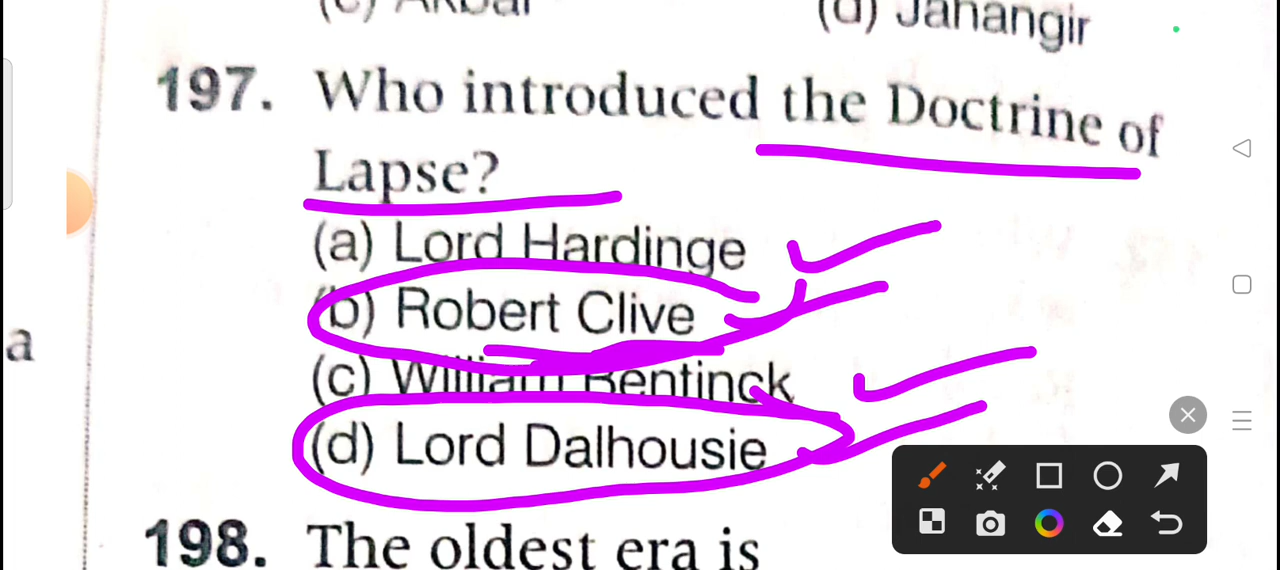 (c) Akbar (d) Jahangir
197. Who introduced the Doctrine of
Lapse?
(a) Lord Hardinge
(b) Robert Clive
a
(c) William Bentinck
(d) Lord Dalhousie
198. The oldest era is